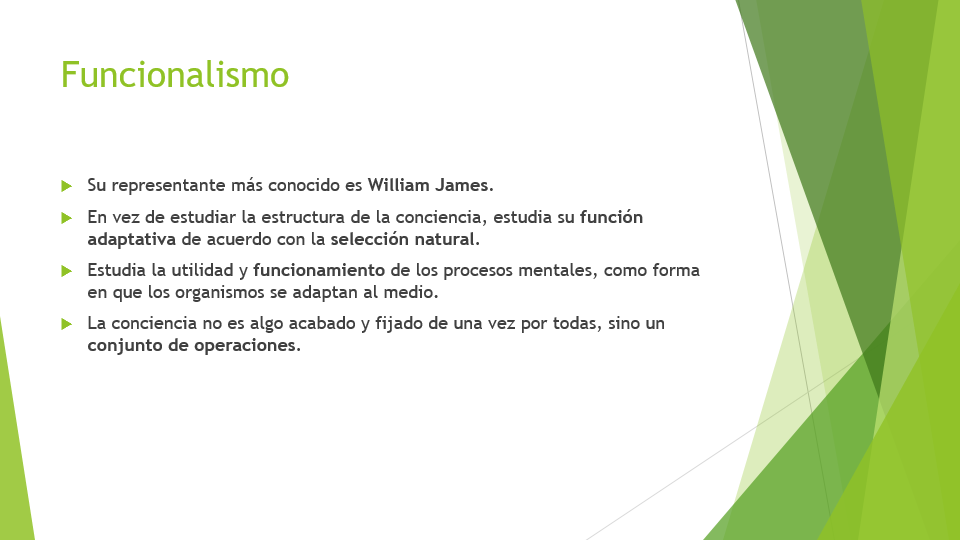 Funcionalismo
Su representante más conocido es William James.
En vez de estudiar la estructura de la conciencia, estudia su función
adaptativa de acuerdo con la selección natural.
Estudia la utilidad y funcionamiento de los procesos mentales, como forma
en que los organismos se adaptan al medio.
La conciencia no es algo acabado y fijado de una vez por todas, sino un
conjunto de operaciones.